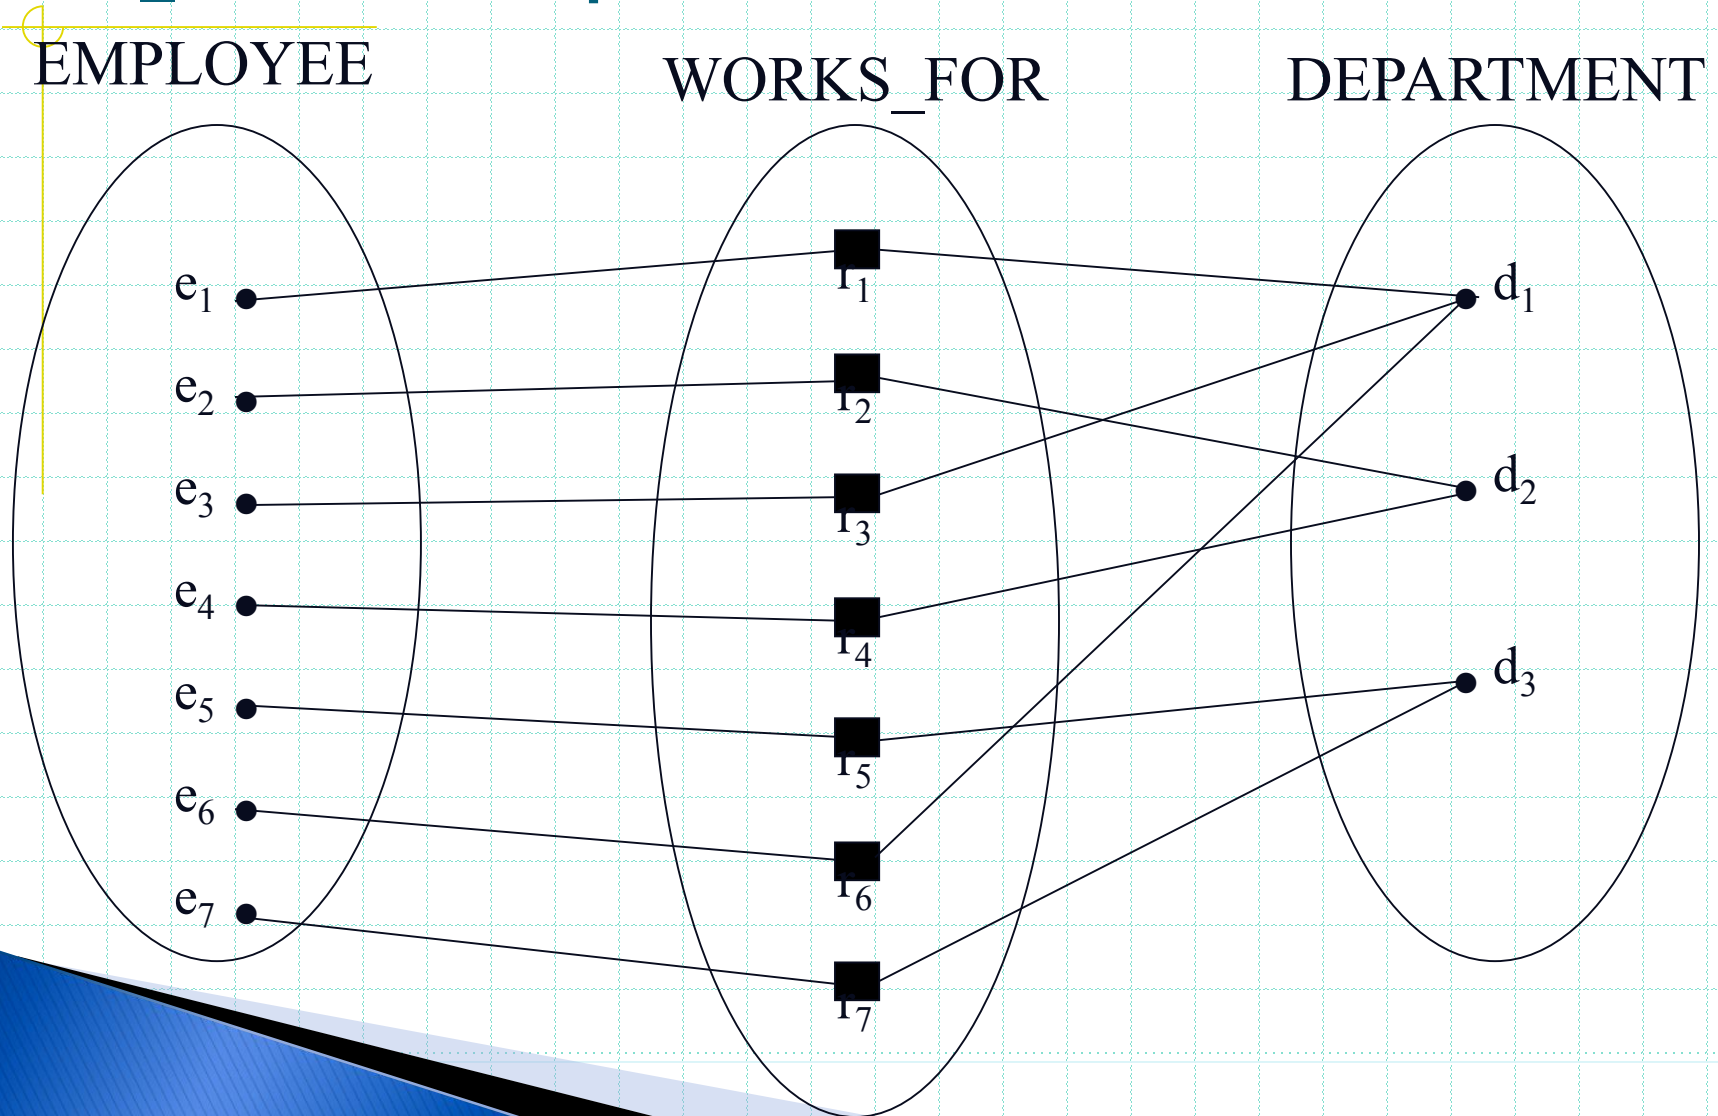 EMPLOYEE WORKS_FOR DEPARTMENT
e1 r1 d1
e2 r2
e3 r3 d2
e4 r4
e5 r5 d3
e6 r6
e7 r7